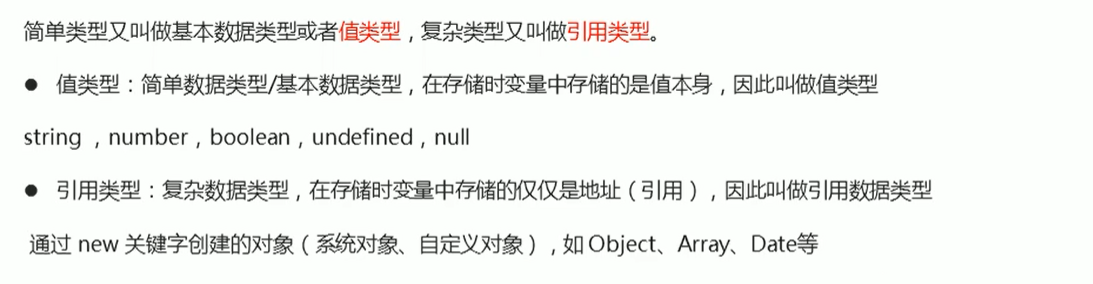 简单类型又叫做基本数据类型或者值类型，复杂类型又叫做引用类型。
● 值类型：简单数据类型/基本数据类型，在存储时变量中存储的是值本身，因此叫做值类型
string ，number，boolean，undefined，null
● 引用类型：复杂数据类型，在存储时变量中存储的仅仅是地址（引用），因此叫做引用数据类型
通过 new 关键字创建的对象（系统对象、自定义对象），如 Object、Array、Date等